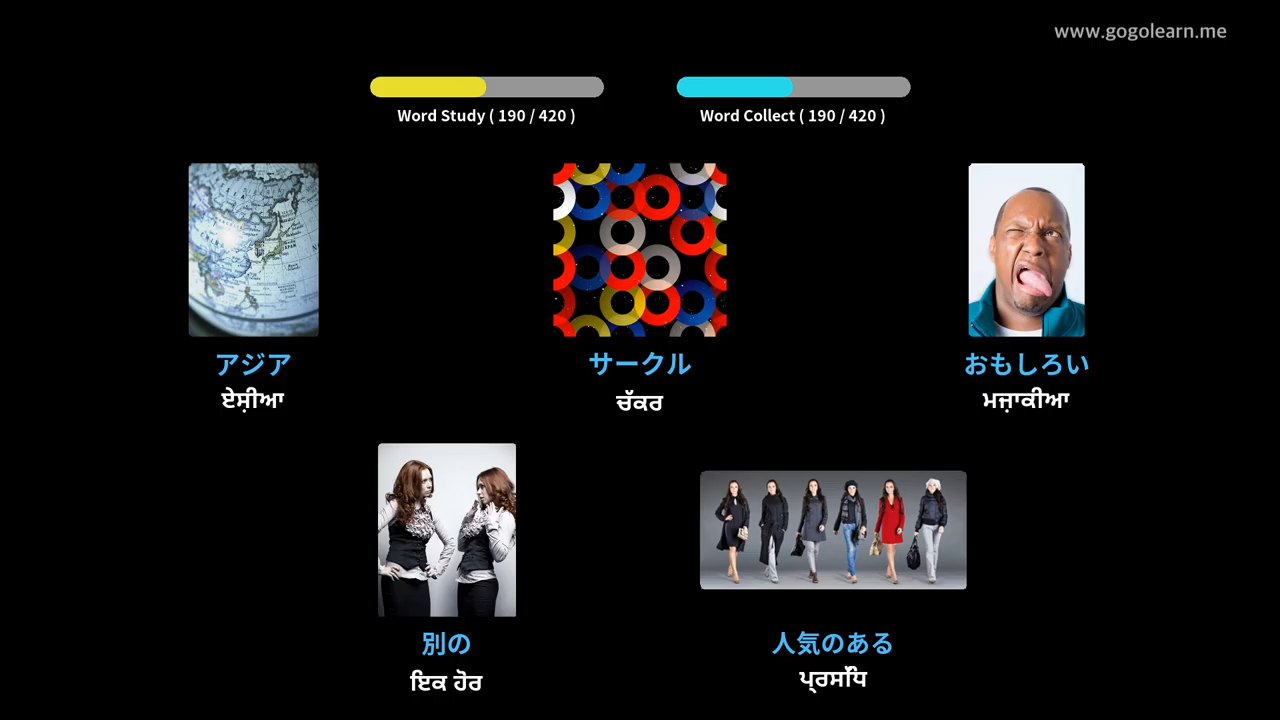 www.gogolearn.me
Word Study ( 190 / 420 )
Word Collect ( 190 / 420 )
アジア
ਏਸ਼ੀਆ
サークル
ਚੱਕਰ
おもしろい
ਮਜ਼ਾਕੀਆ
別の
ਇਕ ਹੋਰ
人気のある
ਪ੍ਰਸਿੱਧ